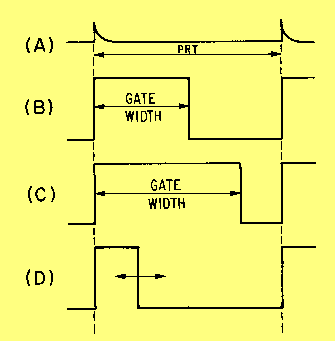 (A)
PRT
(B)
GATE
WIDTH
(C)
GATE
WIDTH
(D)